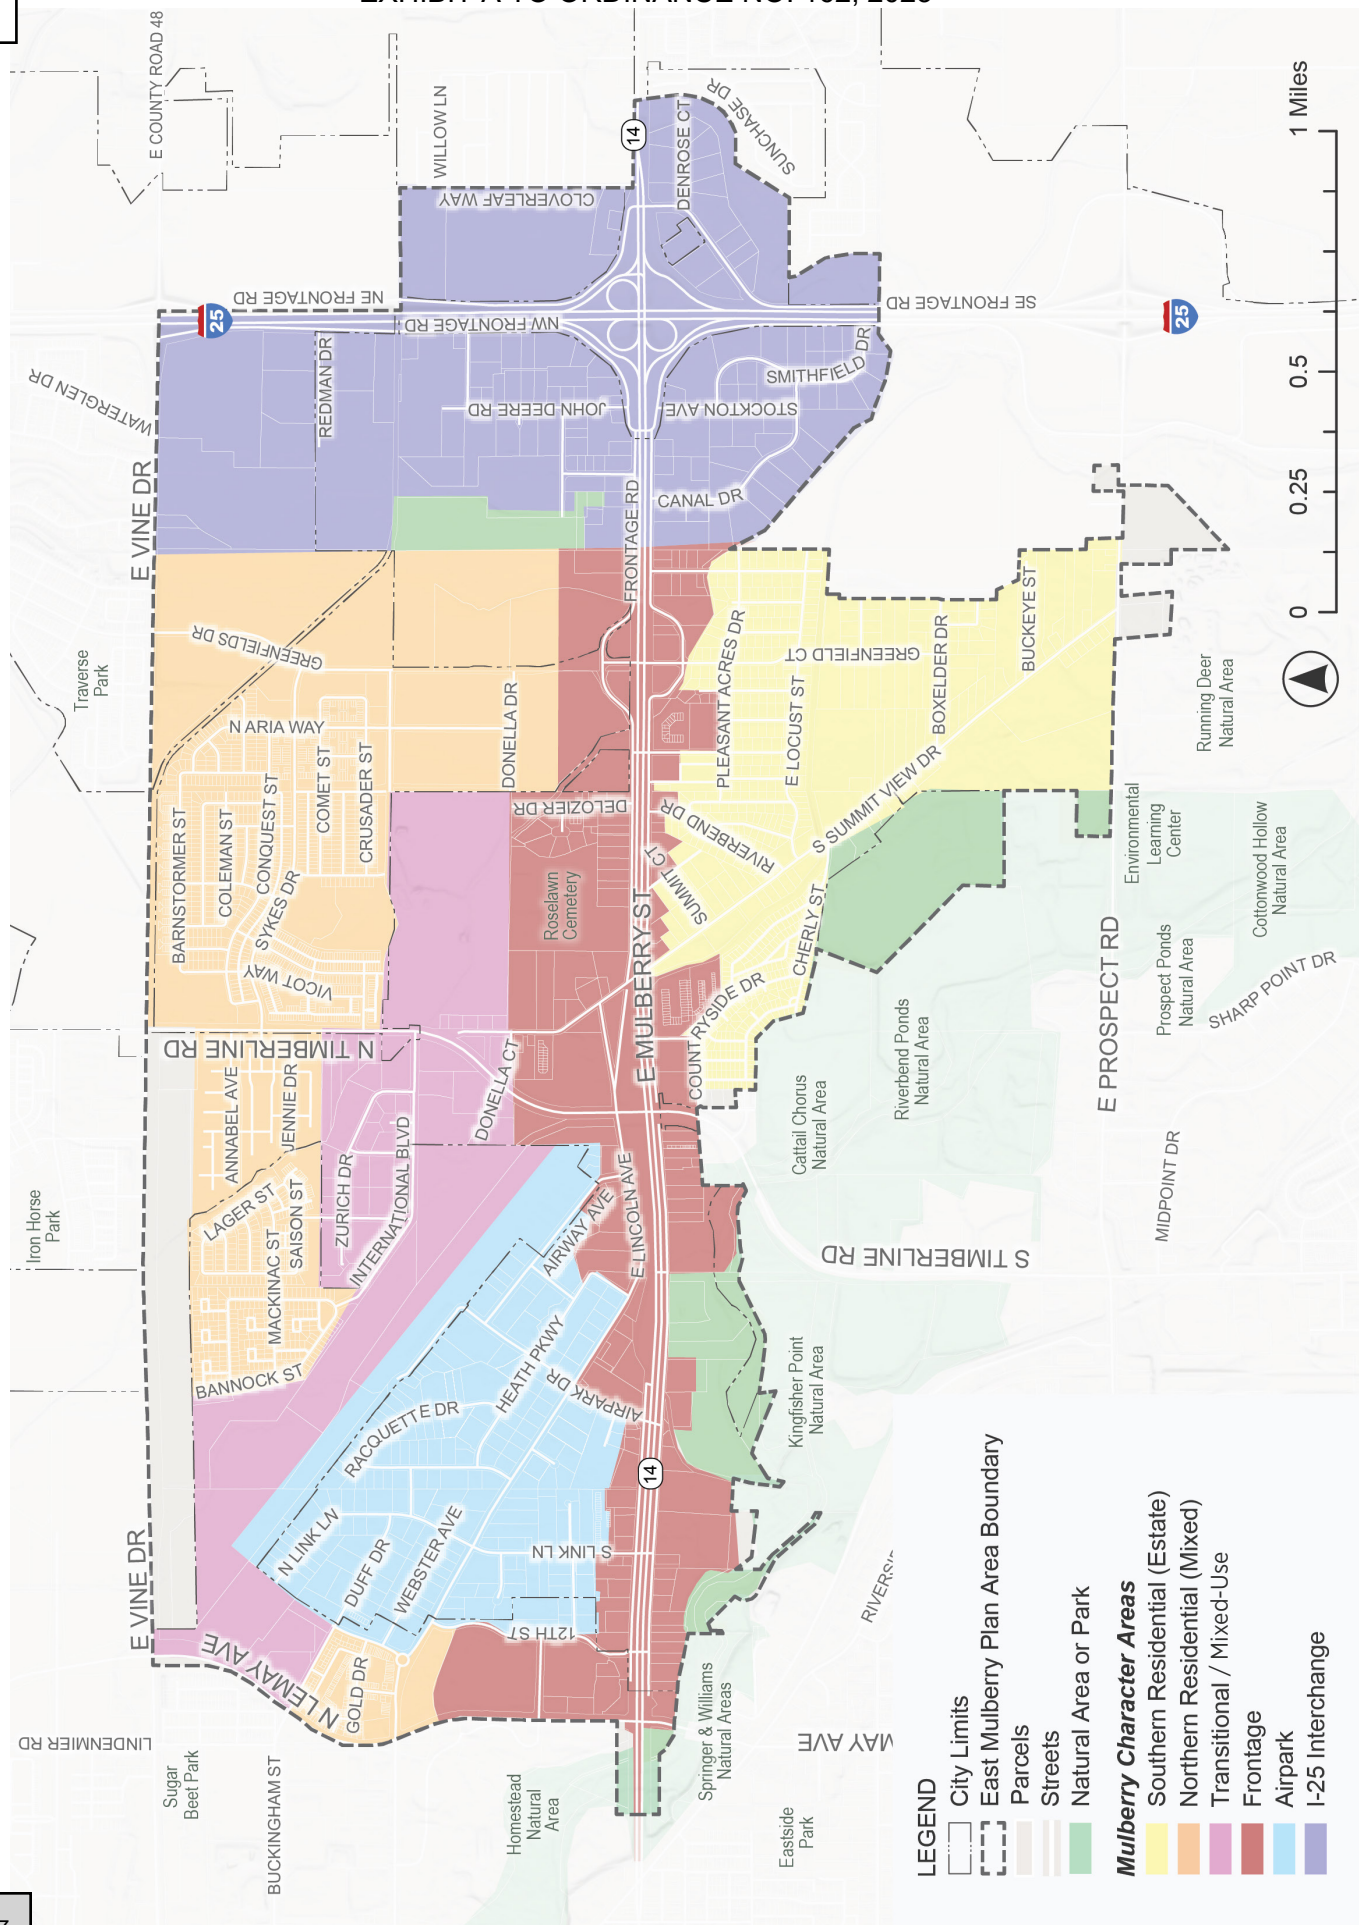 EXHIBIT A TO ORDINANCE NO.
E COUNTY ROAD 48
WILLOW LN
CLOVERLEAF WAY
14
DENROSE CT
SUNCHASE DR
NE FRONTAGE RD
25
NW FRONTAGE RD
SE FRONTAGE RD
25
WATERGLEN DR
REDMAN DR
JOHN DEERE RD
STOCKTON AVE
SMITHFIELD DR
CANAL DR
FRONTAGE RD
E VINE DR
Traverse
Park
GREENFIELDS DR
N ARIA WAY
DONELLA DR
PLEASANT ACRES DR
GREENFIELD CT
E LOCUST ST
BOXELDER DR
BUCKEYE ST
Running Deer
Natural Area
BARNSTORMER ST
COLEMAN ST
CONQUEST ST
COMET ST
CRUSADER ST
SYKES DR
VICOT WAY
DELOZIER DR
Roselawn
Cemetery
RIVERBEND DR
SUMMIT CT
S SUMMIT VIEW DR
CHERLY ST
COUNTRYSIDE DR
Environmental
Learning
Center
Cottonwood Hollow
Natural Area
Prospect Ponds
Natural Area
SHARP POINT DR
E PROSPECT RD
Riverbend Ponds
Natural Area
Cattail Chorus
Natural Area
MIDPOINT DR
E MULBERRY ST
N TIMBERLINE RD
S TIMBERLINE RD
ANNABEL AVE
JENNIE DR
DONELLA CT
ZURICH DR
INTERNATIONAL BLVD
LAGER ST
SAISON ST
MACKINAC ST
BANNOCK ST
Iron Horse
Park
AIRWAY AVE
E LINCOLN AVE
HEATH PKWY
AIRPARK DR
RACQUETTE DR
Kingfisher Point
Natural Area
14
N LINK LN
DUFF DR
WEBSTER AVE
S LINK LN
12TH ST
E VINE DR
N LEMAY AVE
GOLD DR
LINDENMIER RD
Sugar
Beet Park
BUCKINGHAM ST
Homestead
Natural
Area
Springer & Williams
Natural Areas
Eastside
Park
MAY AVE
0 0.25 0.5 1 Miles
LEGEND
City Limits
East Mulberry Plan Area Boundary
Parcels
Streets
Natural Area or Park
Mulberry Character Areas
Southern Residential (Estate)
Northern Residential (Mixed)
Transitional / Mixed-Use
Frontage
Airpark
I-25 Interchange